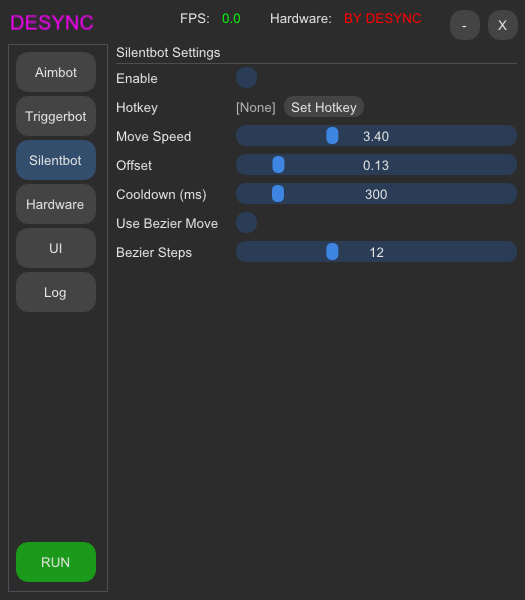 DESYNC FPS: 0.0 Hardware: BY DESYNC - X
Aimbot
Triggerbot
Silentbot
Hardware
UI
Log
RUN
Silentbot Settings
Enable
Hotkey [None] Set Hotkey
Move Speed 3.40
Offset 0.13
Cooldown (ms) 300
Use Bezier Move
Bezier Steps 12